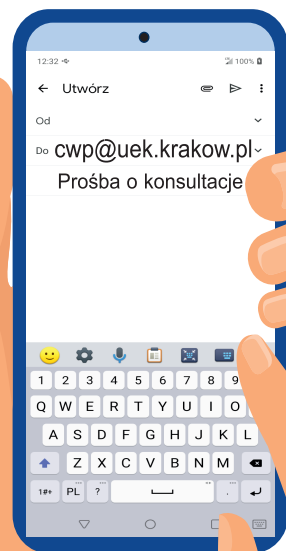 12:32
100%
Utwórz
Od
Do cwp@uek.krakow.pl
Prośba o konsultacje
1 2 3 4 5 6 7 8 9
Q W E R T Y U I O
A S D F G H J K L
Z X C V B N M
1#+ PL ? .